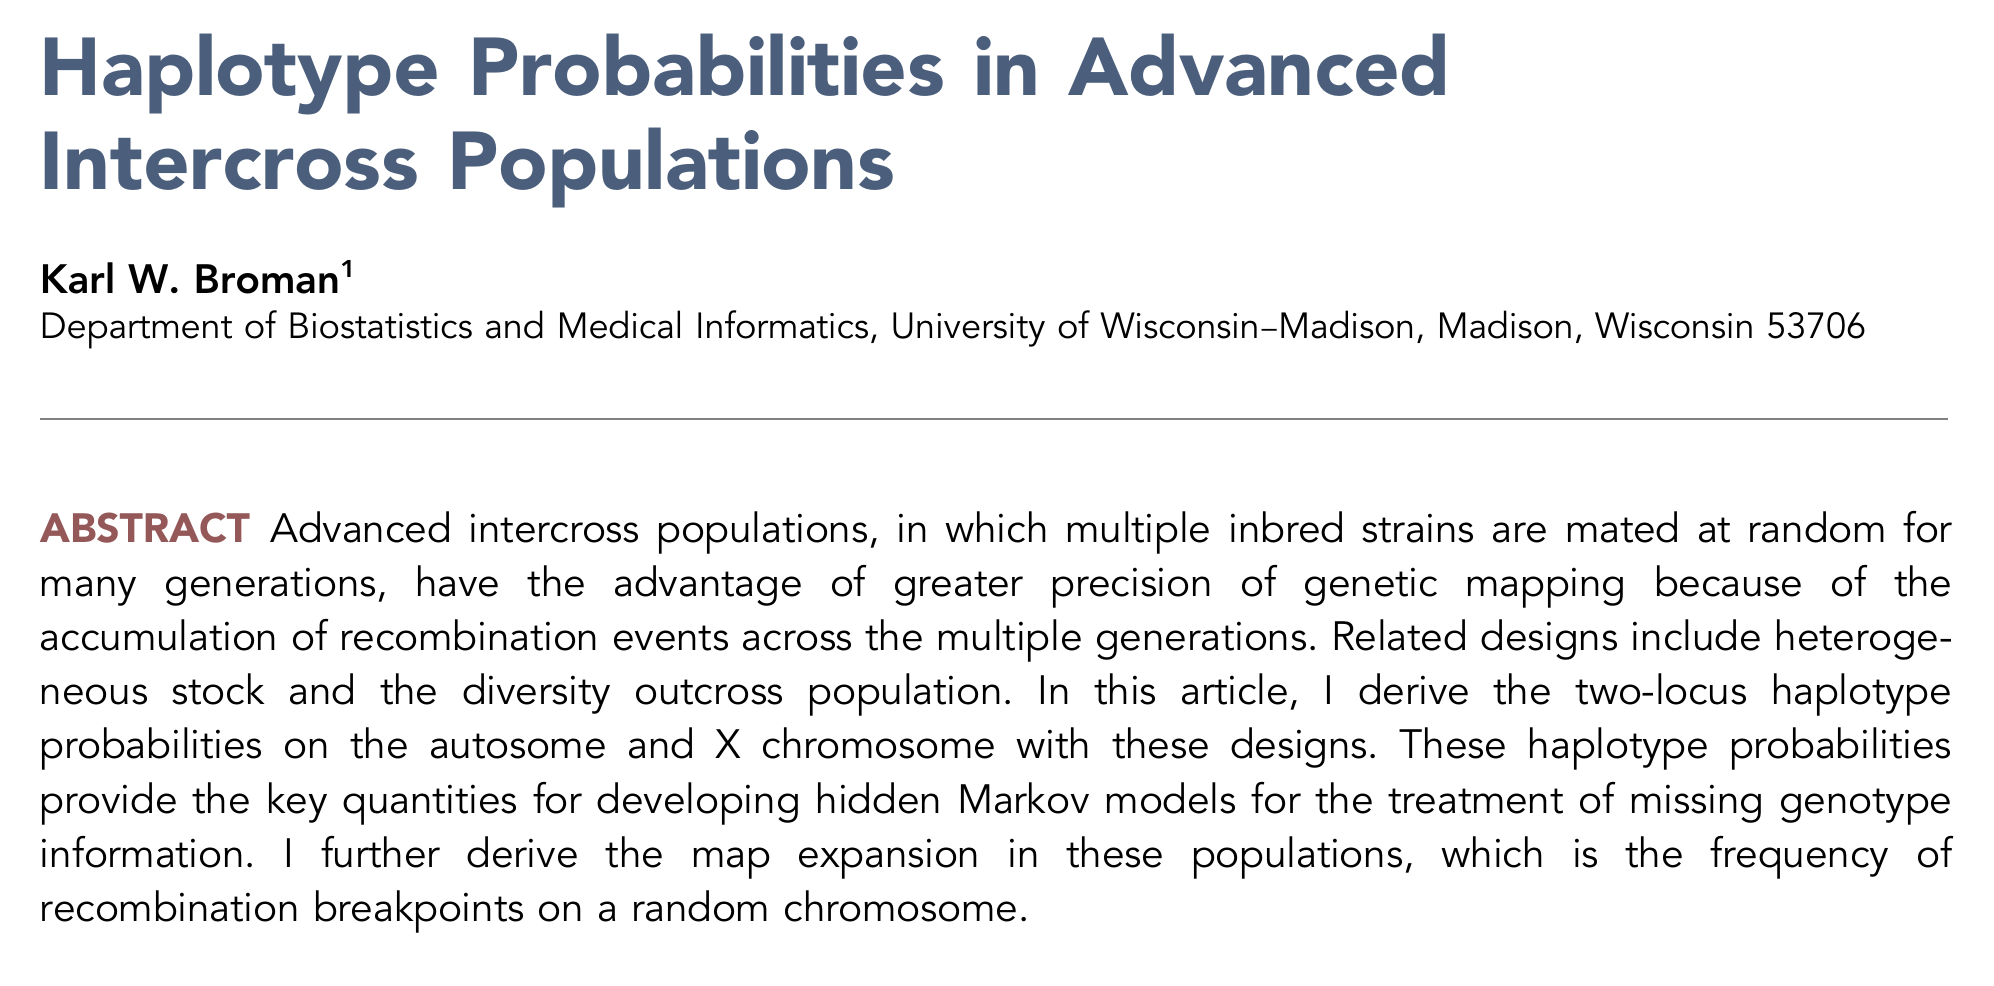 Haplotype Probabilities in Advanced
Intercross Populations
Karl W. Broman¹
Department of Biostatistics and Medical Informatics, University of Wisconsin–Madison, Madison, Wisconsin 53706
ABSTRACT Advanced intercross populations, in which multiple inbred strains are mated at random for
many generations, have the advantage of greater precision of genetic mapping because of the
accumulation of recombination events across the multiple generations. Related designs include heteroge-
neous stock and the diversity outcross population. In this article, I derive the two-locus haplotype
probabilities on the autosome and X chromosome with these designs. These haplotype probabilities
provide the key quantities for developing hidden Markov models for the treatment of missing genotype
information. I further derive the map expansion in these populations, which is the frequency of
recombination breakpoints on a random chromosome.